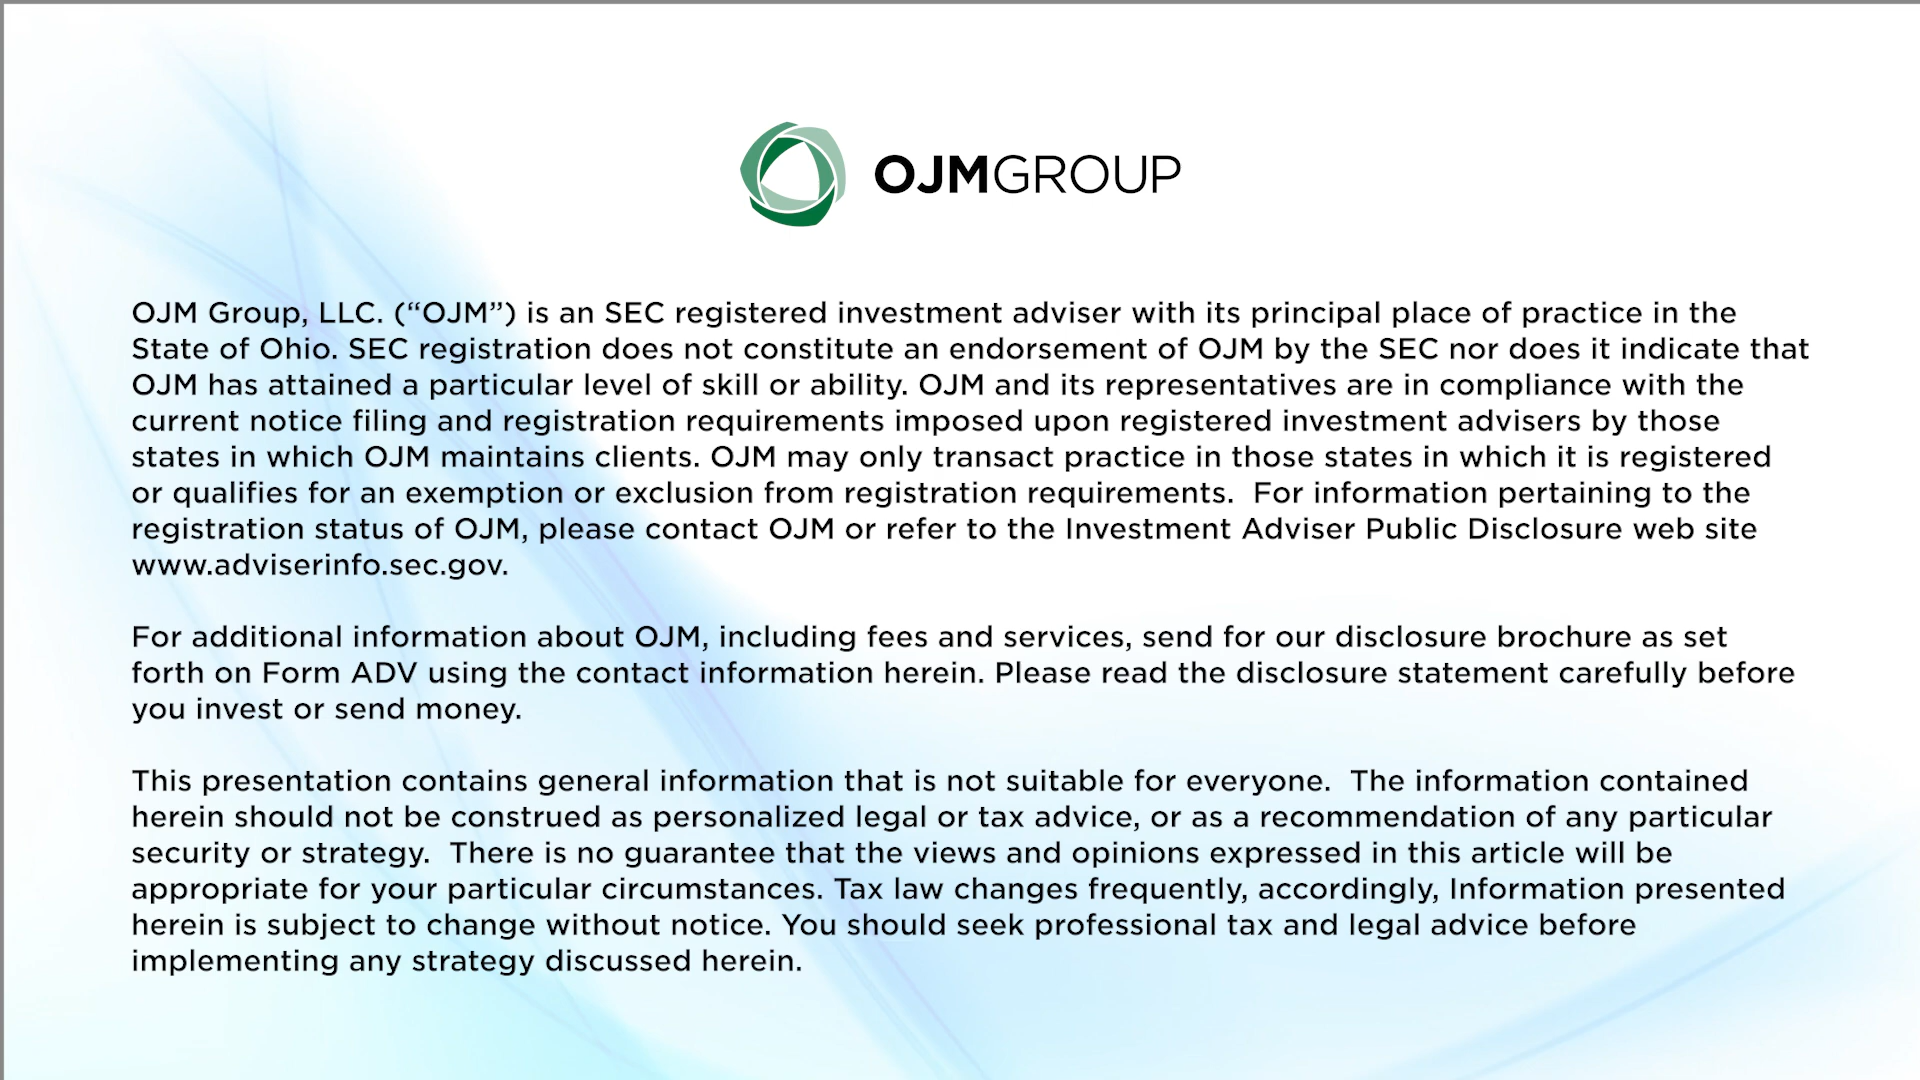 OJMGROUP
OJM Group, LLC. (“OJM”) is an SEC registered investment adviser with its principal place of practice in the
State of Ohio. SEC registration does not constitute an endorsement of OJM by the SEC nor does it indicate that
OJM has attained a particular level of skill or ability. OJM and its representatives are in compliance with the
current notice filing and registration requirements imposed upon registered investment advisers by those
states in which OJM maintains clients. OJM may only transact practice in those states in which it is registered
or qualifies for an exemption or exclusion from registration requirements.  For information pertaining to the
registration status of OJM, please contact OJM or refer to the Investment Adviser Public Disclosure web site
www.adviserinfo.sec.gov.
For additional information about OJM, including fees and services, send for our disclosure brochure as set
forth on Form ADV using the contact information herein. Please read the disclosure statement carefully before
you invest or send money.
This presentation contains general information that is not suitable for everyone.  The information contained
herein should not be construed as personalized legal or tax advice, or as a recommendation of any particular
security or strategy.  There is no guarantee that the views and opinions expressed in this article will be
appropriate for your particular circumstances. Tax law changes frequently, accordingly, Information presented
herein is subject to change without notice. You should seek professional tax and legal advice before
implementing any strategy discussed herein.